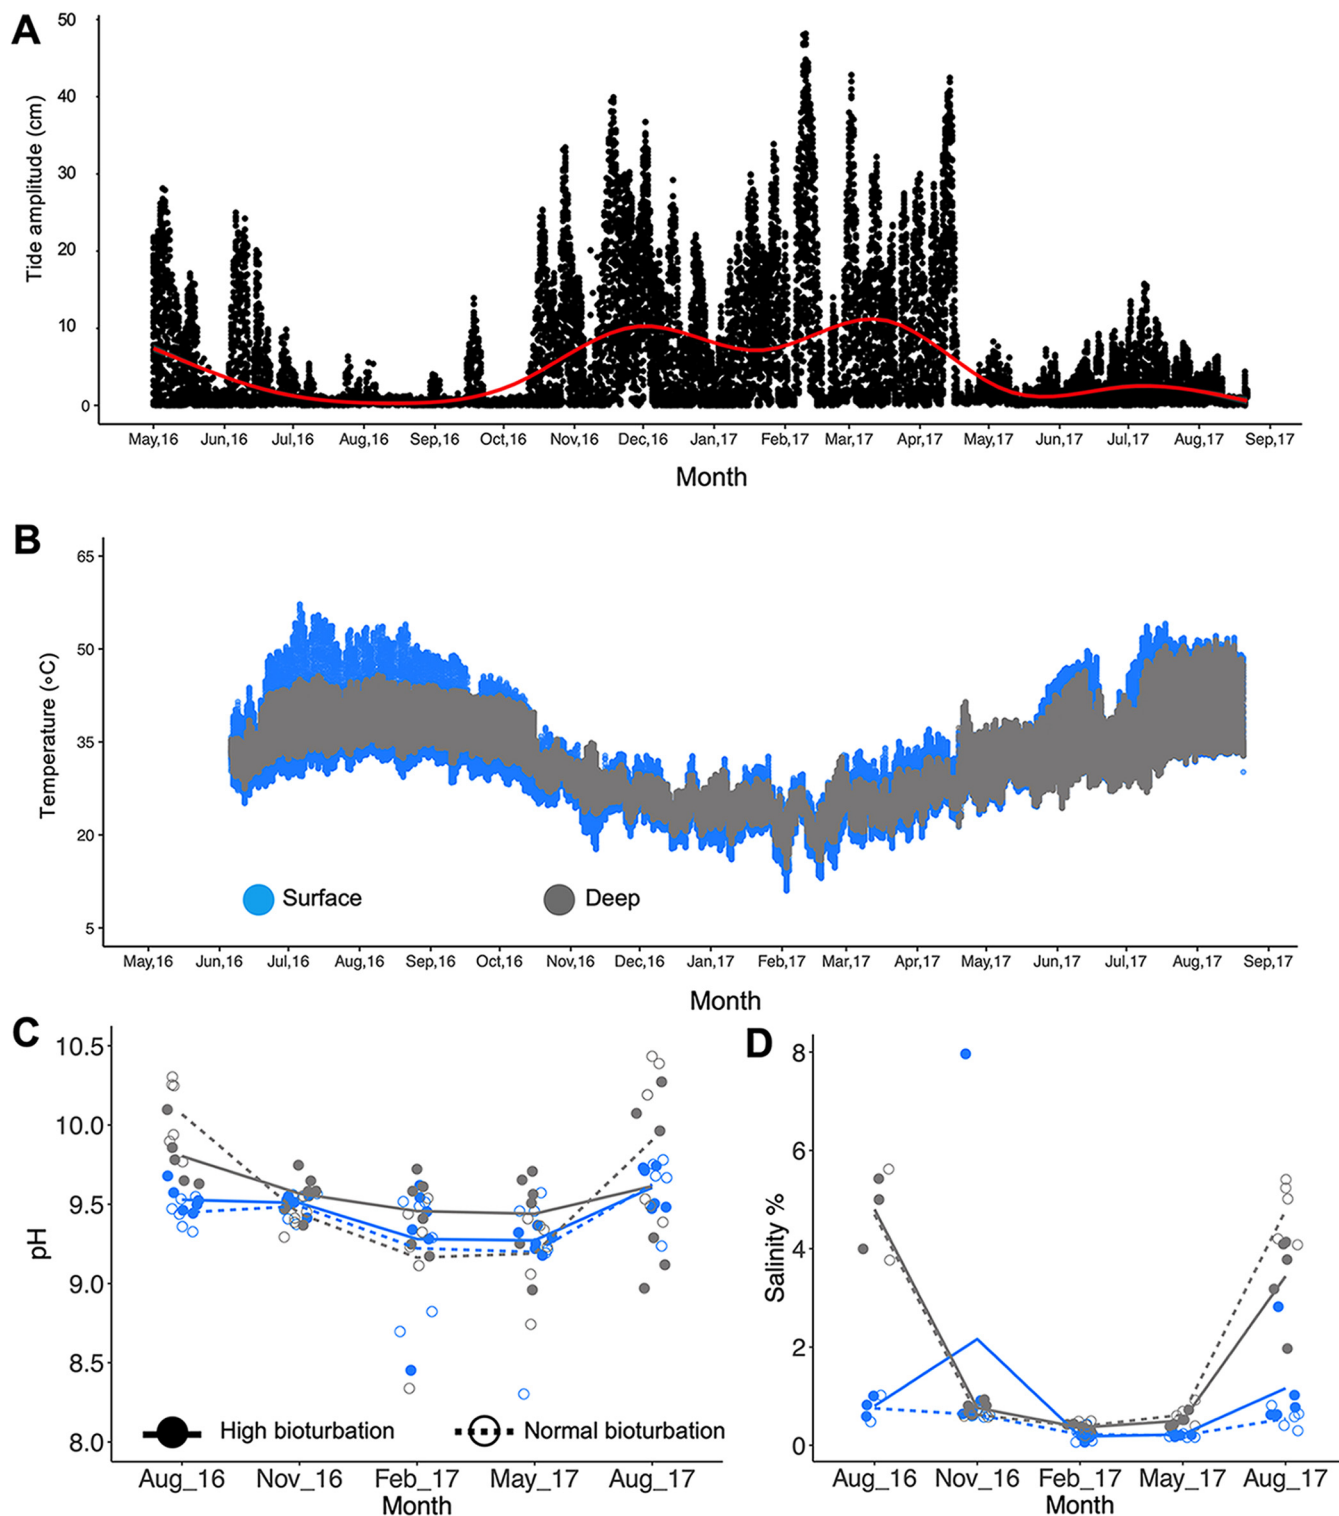 A
Tide amplitude (cm)
50
40
30
20
10
0
May,16 Jun,16 Jul,16 Aug,16 Sep,16 Oct,16 Nov,16 Dec,16 Jan,17 Feb,17 Mar,17 Apr,17 May,17 Jun,17 Jul,17 Aug,17 Sep,17
Month
B
Temperature (∘C)
65
50
35
20
5
Surface Deep
May,16 Jun,16 Jul,16 Aug,16 Sep,16 Oct,16 Nov,16 Dec,16 Jan,17 Feb,17 Mar,17 Apr,17 May,17 Jun,17 Jul,17 Aug,17 Sep,17
Month
C
pH
10.5
10.0
9.5
9.0
8.5
8.0
High bioturbation Normal bioturbation
Aug_16 Nov_16 Feb_17 May_17 Aug_17
Month
D
Salinity %
8
6
4
2
0
Aug_16 Nov_16 Feb_17 May_17 Aug_17
Month